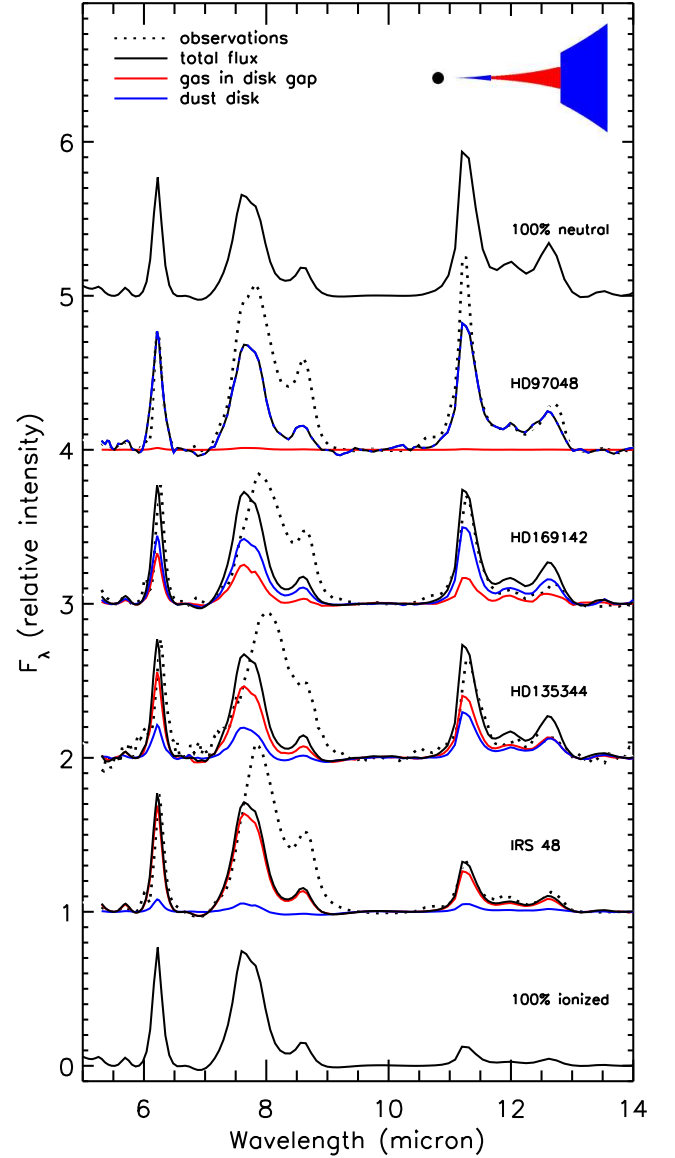 observations
total flux
gas in disk gap
dust disk
6
100% neutral
5
HD97048
4
HD169142
3
HD135344
2
IRS 48
1
100% ionized
0
F_λ (relative intensity)
6 8 10 12 14
Wavelength (micron)